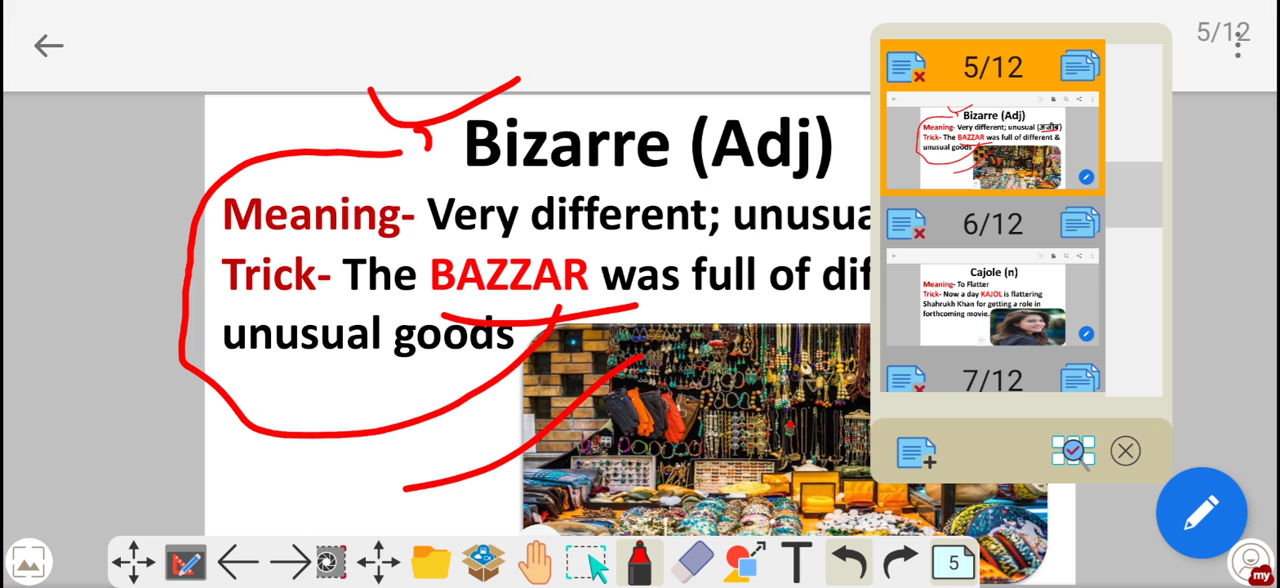 5/12
Bizarre (Adj)
Meaning- Very different; unusua
Trick- The BAZZAR was full of dif
unusual goods
5/12
Bizarre (Adj)
Meaning- Very different; unusual (अजीब)
Trick- The BAZZAR was full of different &
unusual goods
6/12
Cajole (n)
Meaning- To Flatter
Trick- Now a day KAJOL is flattering
Shahrukh Khan for getting a role in
forthcoming movie.
7/12
T
5
my